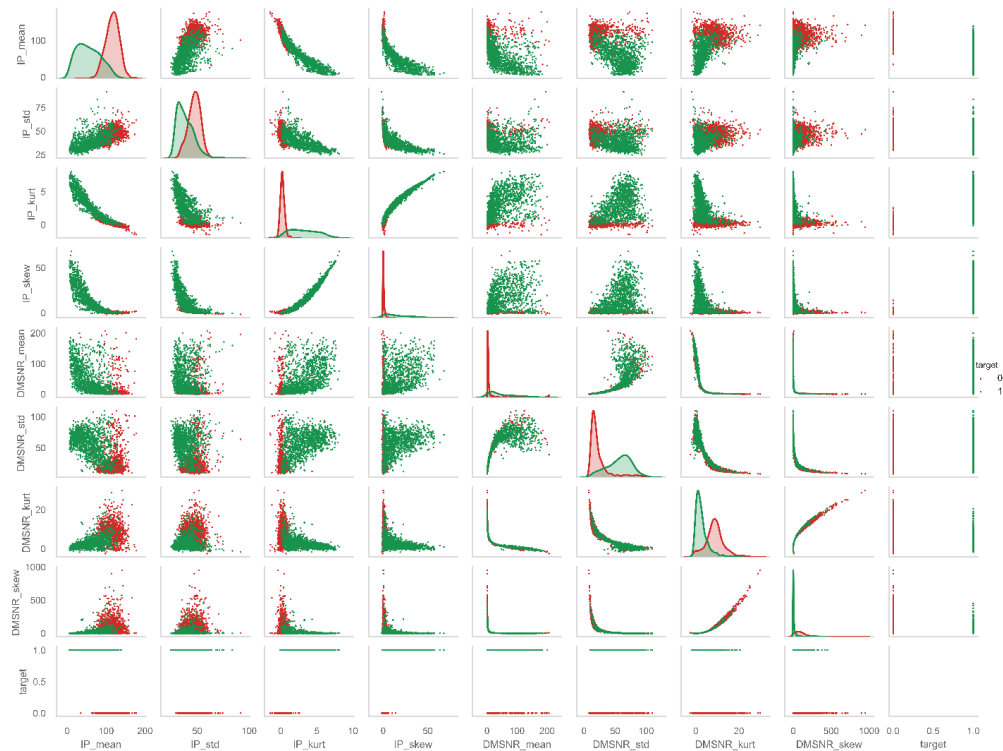 IP_mean
100
0
IP_std
75
50
25
IP_kurt
5
0
IP_skew
50
0
DMSNR_mean
200
150
100
50
0
target
0
1
DMSNR_std
100
50
DMSNR_kurt
20
0
DMSNR_skew
1000
500
0
target
1.0
0.5
0.0
0 100 200 50 100 0 5 10 0 50 0 100 200 0 50 100 0 20 0 500 1000 0.0 0.5 1.0
IP_mean IP_std IP_kurt IP_skew DMSNR_mean DMSNR_std DMSNR_kurt DMSNR_skew target